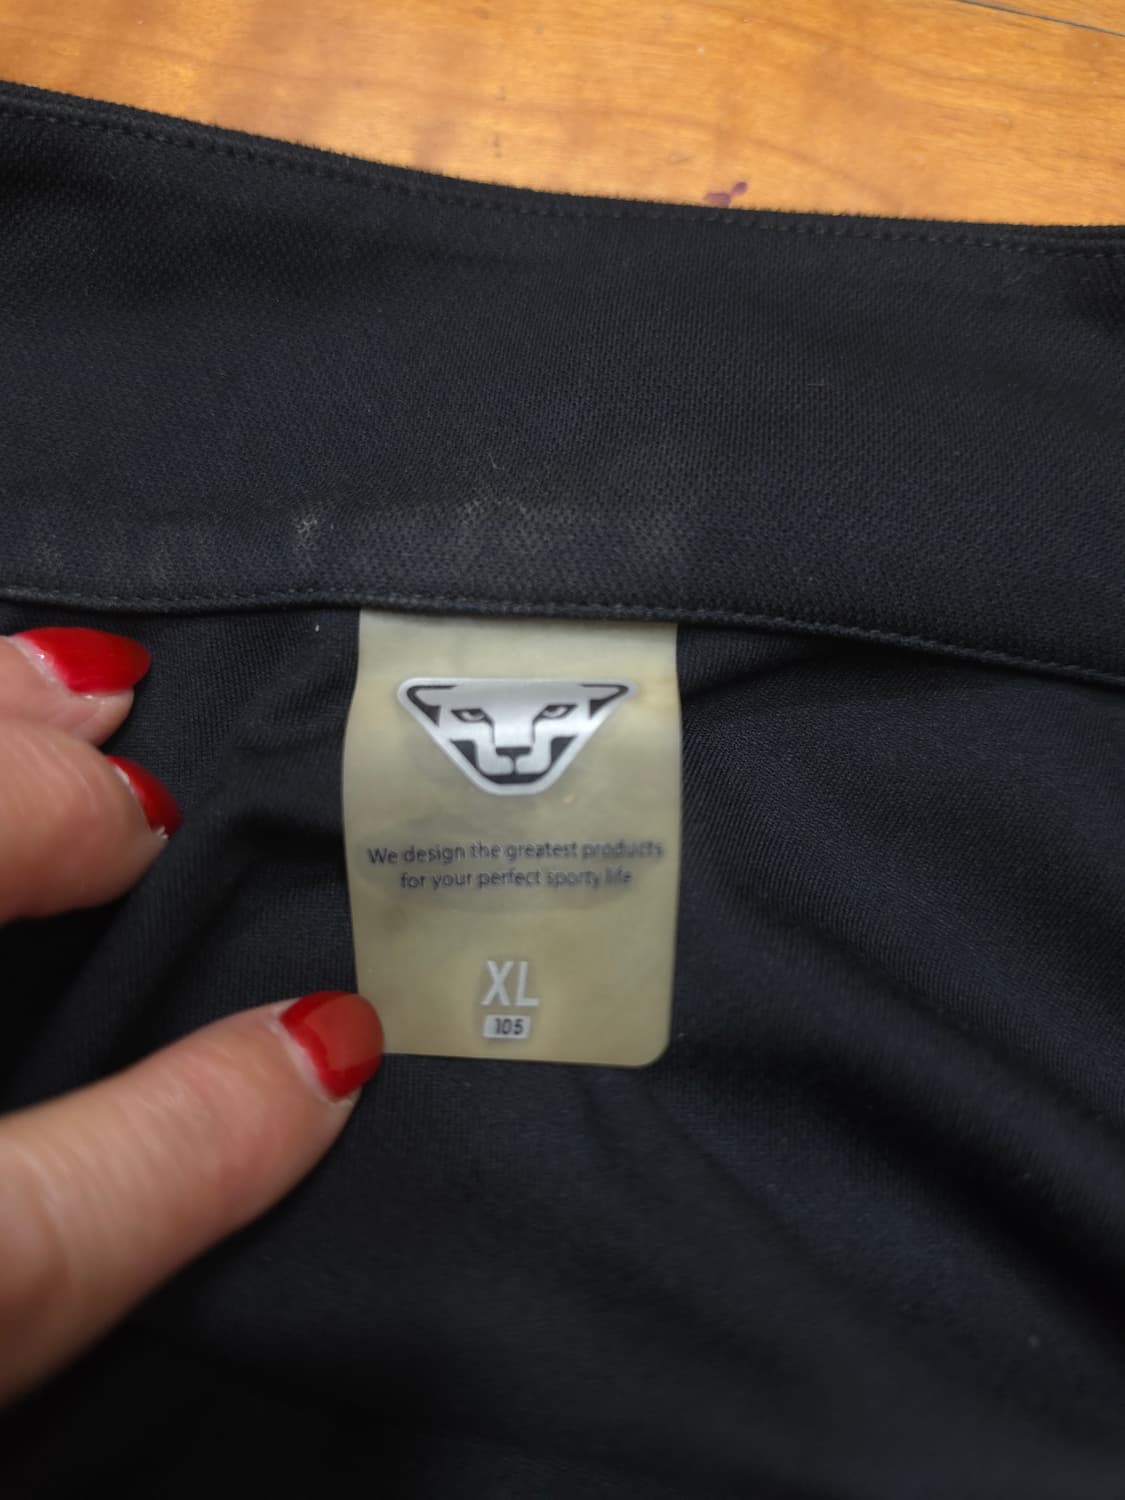 We design the greatest products
for your perfect sporty life
XL
105